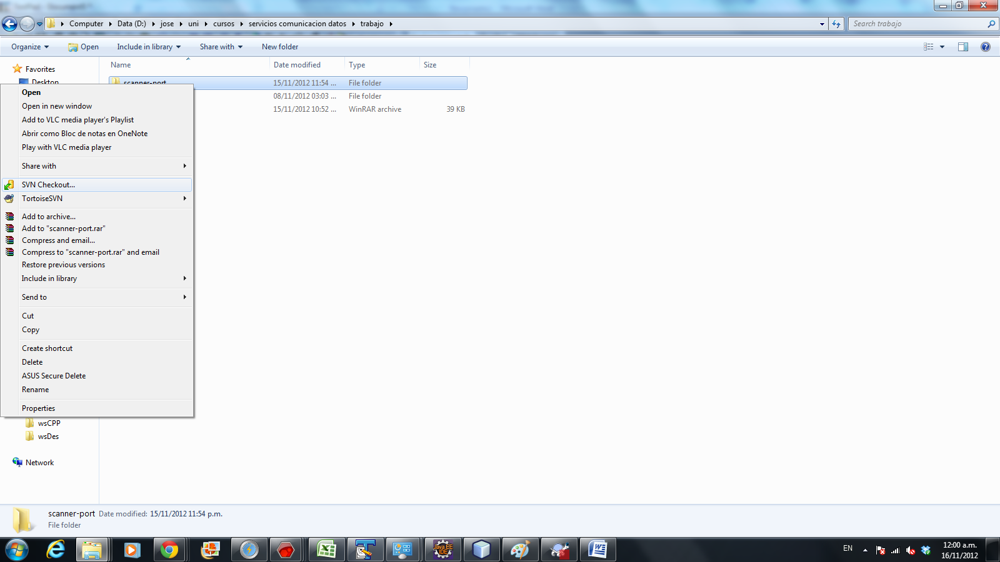 Computer Data (D:) jose uni cursos servicios comunicacion datos trabajo
Search trabajo
Organize Open Include in library Share with New folder
Name Date modified Type Size
Favorites
Desktop
scanner-port 15/11/2012 11:54 ... File folder
08/11/2012 03:03 ... File folder
15/11/2012 10:52 ... WinRAR archive 39 KB
Open
Open in new window
Add to VLC media player's Playlist
Abrir como Bloc de notas en OneNote
Play with VLC media player
Share with
SVN Checkout...
TortoiseSVN
Add to archive...
Add to "scanner-port.rar"
Compress and email...
Compress to "scanner-port.rar" and email
Restore previous versions
Include in library
Send to
Cut
Copy
Create shortcut
Delete
ASUS Secure Delete
Rename
Properties
wsCPP
wsDes
Network
scanner-port Date modified: 15/11/2012 11:54 p.m.
File folder
Java EE
IDE
EN
12:00 a.m.
16/11/2012